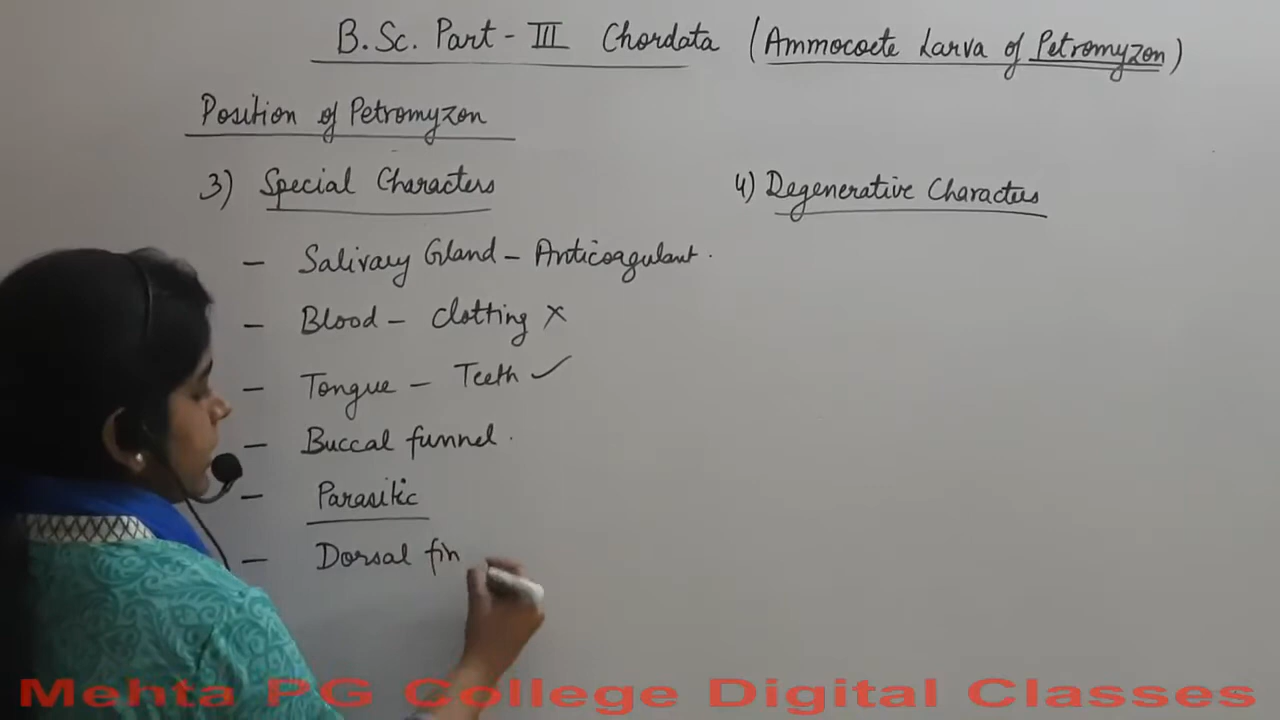 B.Sc. Part - III Chordata (Ammocoete Larva of Petromyzon)
Position of Petromyzon
3) Special Characters
- Salivary Gland - Anticoagulant.
- Blood - Clotting ×
- Tongue - Teeth ✓
- Buccal funnel.
- Parasitic
- Dorsal fin
4) Degenerative Characters
Mehta PG College Digital Classes